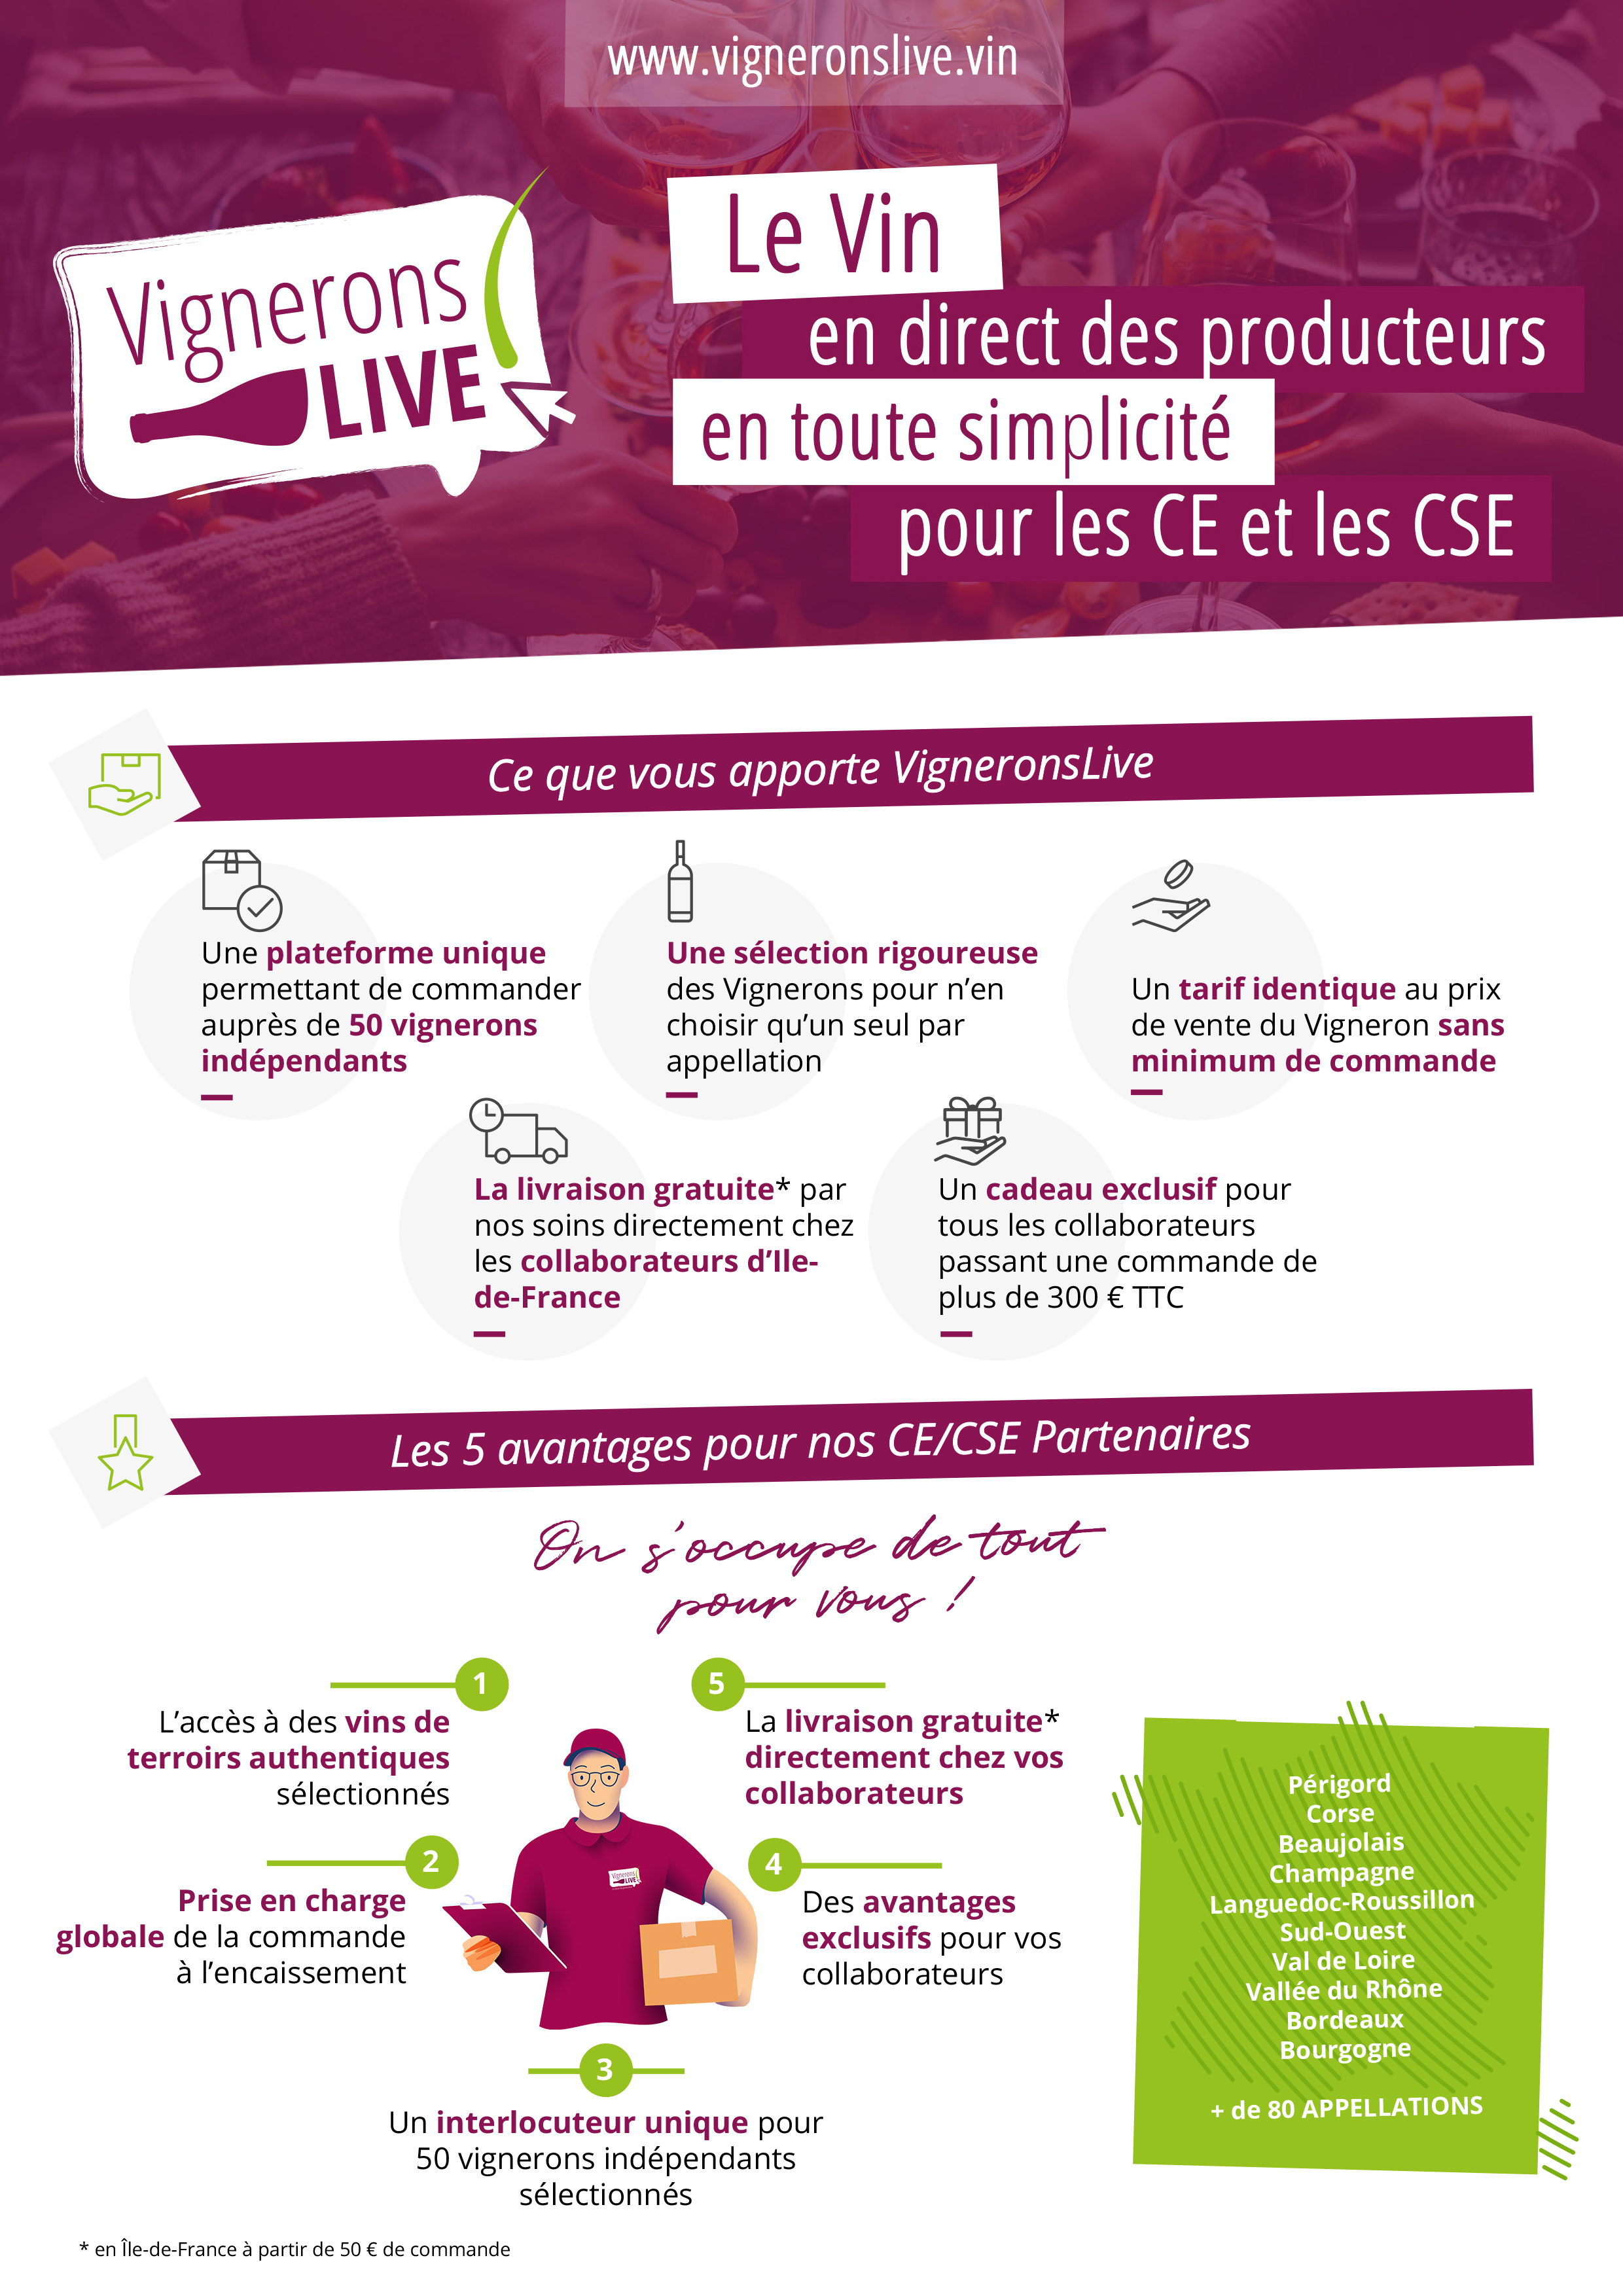 www.vigneronslive.vin
Vignerons
LIVE
Le Vin
en direct des producteurs
en toute simplicité
pour les CE et les CSE
Ce que vous apporte VigneronsLive
Une plateforme unique
permettant de commander
auprès de 50 vignerons
indépendants
Une sélection rigoureuse
des Vignerons pour n’en
choisir qu’un seul par
appellation
Un tarif identique au prix
de vente du Vigneron sans
minimum de commande
La livraison gratuite* par
nos soins directement chez
les collaborateurs d’Ile-
de-France
Un cadeau exclusif pour
tous les collaborateurs
passant une commande de
plus de 300 € TTC
Les 5 avantages pour nos CE/CSE Partenaires
On s’occupe de tout
pour vous !
1
L’accès à des vins de
terroirs authentiques
sélectionnés
2
Prise en charge
globale de la commande
à l’encaissement
3
Un interlocuteur unique pour
50 vignerons indépendants
sélectionnés
4
Des avantages
exclusifs pour vos
collaborateurs
5
La livraison gratuite*
directement chez vos
collaborateurs
Vignerons
LIVE
Périgord
Corse
Beaujolais
Champagne
Languedoc-Roussillon
Sud-Ouest
Val de Loire
Vallée du Rhône
Bordeaux
Bourgogne
+ de 80 APPELLATIONS
* en Île-de-France à partir de 50 € de commande